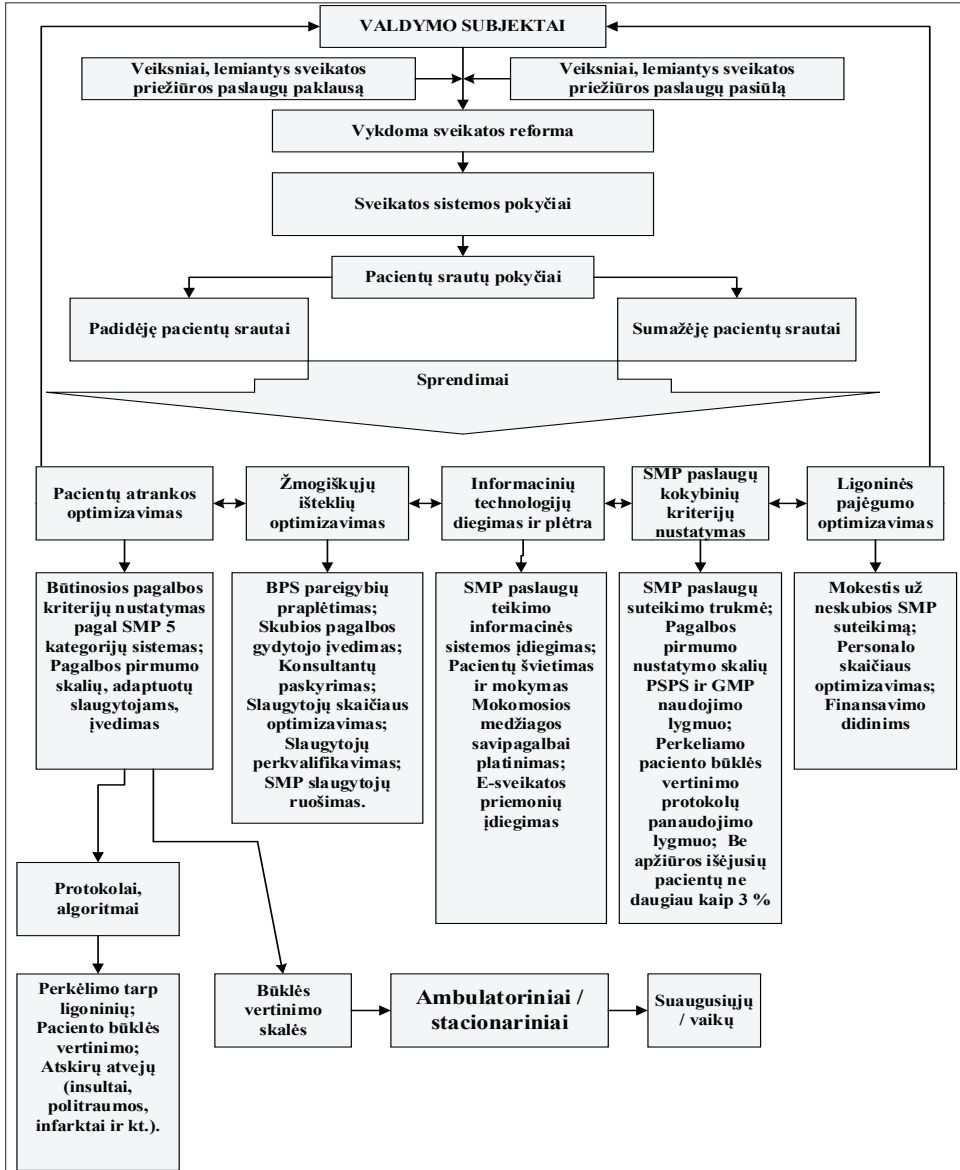 VALDYMO SUBJEKTAI
Veiksniai, lemiantys sveikatos
priežiūros paslaugų paklausą
Veiksniai, lemiantys sveikatos
priežiūros paslaugų pasiūlą
Vykdoma sveikatos reforma
Sveikatos sistemos pokyčiai
Pacientų srautų pokyčiai
Padidėję pacientų srautai
Sumažėję pacientų srautai
Sprendimai
Pacientų atrankos
optimizavimas
Žmogiškųjų
išteklių
optimizavimas
Informacinių
technologijų
diegimas ir plėtra
SMP paslaugų
kokybinių
kriterijų
nustatymas
Ligoninės
pajėgumo
optimizavimas
Būtinosios pagalbos
kriterijų nustatymas
pagal SMP 5
kategorijų sistemas;
Pagalbos pirmumo
skalių, adaptuotų
slaugytojams,
įvedimas
BPS pareigybių
praplėtimas;
Skubios pagalbos
gydytojo įvedimas;
Konsultantų
paskyrimas;
Slaugytojų skaičiaus
optimizavimas;
Slaugytojų
perkvalifikavimas;
SMP slaugytojų
ruošimas.
SMP paslaugų
teikimo
informacinės
sistemos įdiegimas;
Pacientų švietimas
ir mokymas
Mokomosios
medžiagos
savipagalbai
platinimas;
E-sveikatos
priemonių
įdiegimas
SMP paslaugų
suteikimo trukmė;
Pagalbos
pirmumo
nustatymo skalių
PSPS ir GMP
naudojimo
lygmuo;
Perkeliamo
paciento būklės
vertinimo
protokolų
panaudojimo
lygmuo; Be
apžiūros išėjusių
pacientų ne
daugiau kaip 3 %
Mokestis už
neskubios SMP
suteikimą;
Personalo
skaičiaus
optimizavimas;
Finansavimo
didinims
Protokolai,
algoritmai
Perkėlimo tarp
ligoninių;
Paciento būklės
vertinimo;
Atskirų atvejų
(insultai,
politraumos,
infarktai ir kt.).
Būklės
vertinimo
skalės
Ambulatoriniai /
stacionariniai
Suaugusiųjų
/ vaikų